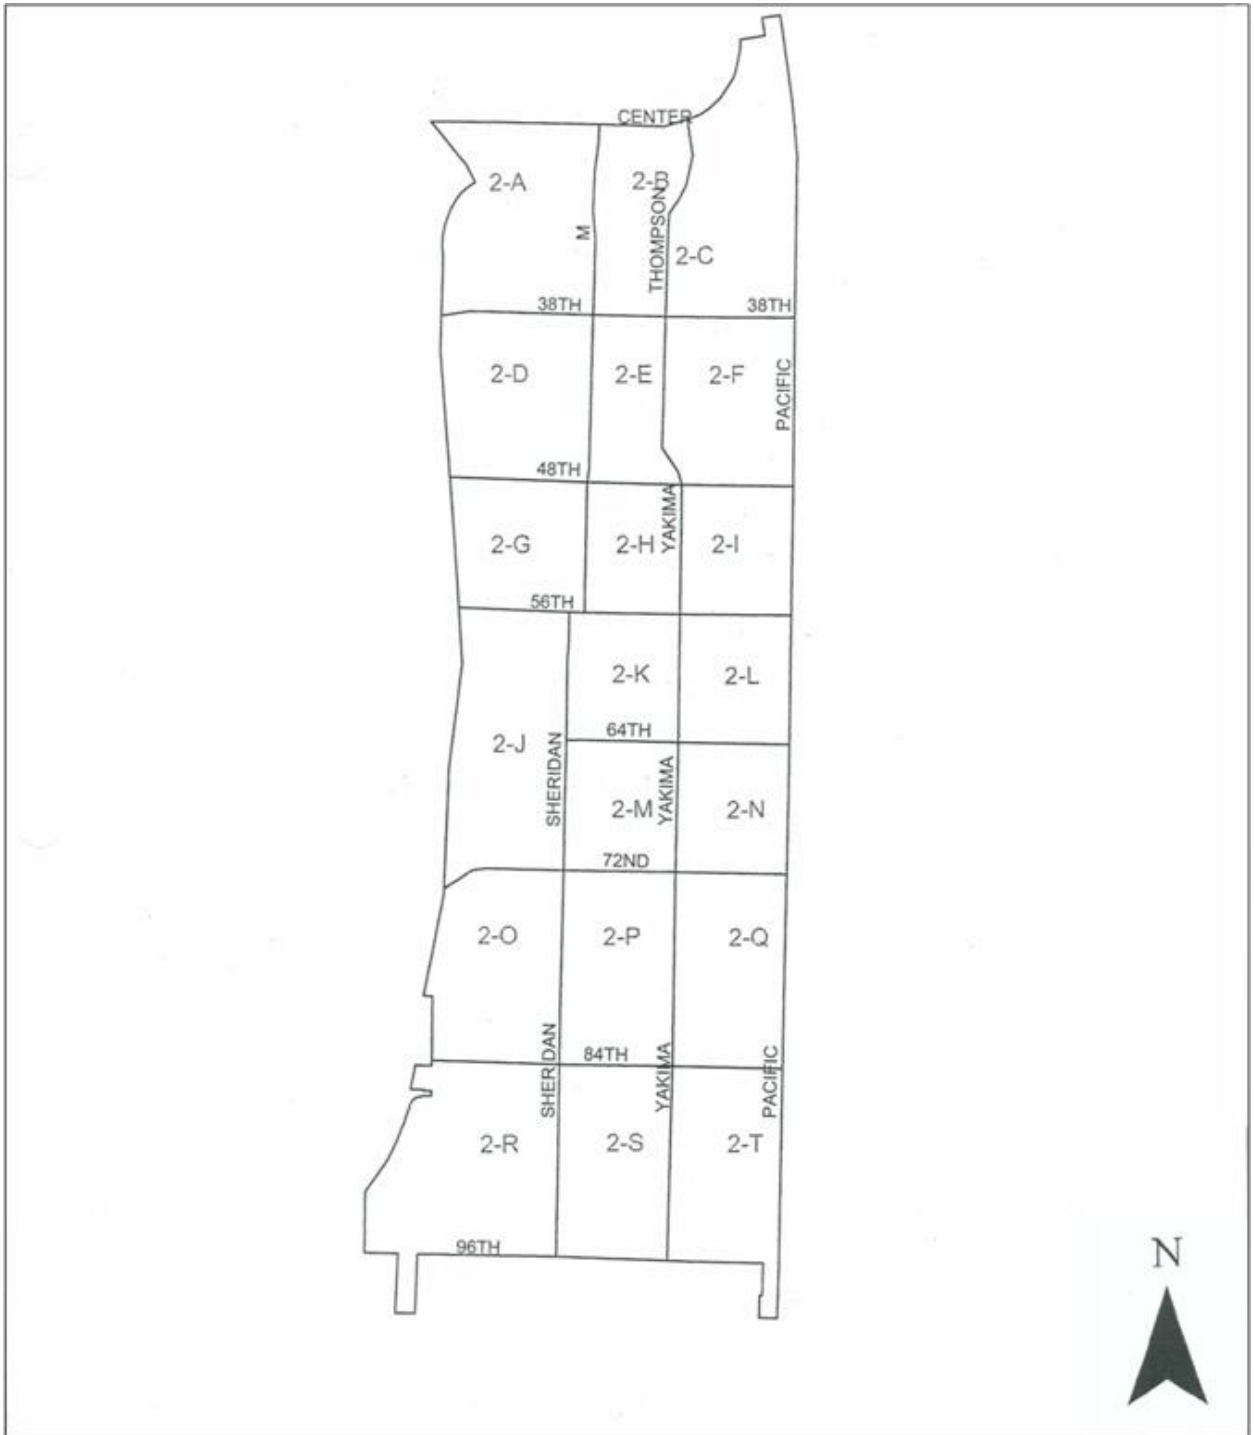 CENTER
2-A
2-B
M
THOMPSON
2-C
38TH
38TH
2-D
2-E
2-F
PACIFIC
48TH
YAKIMA
2-G
2-H
2-I
56TH
2-K
2-L
64TH
2-J
SHERIDAN
YAKIMA
2-M
2-N
72ND
2-O
2-P
2-Q
SHERIDAN
84TH
YAKIMA
PACIFIC
2-R
2-S
2-T
96TH
N